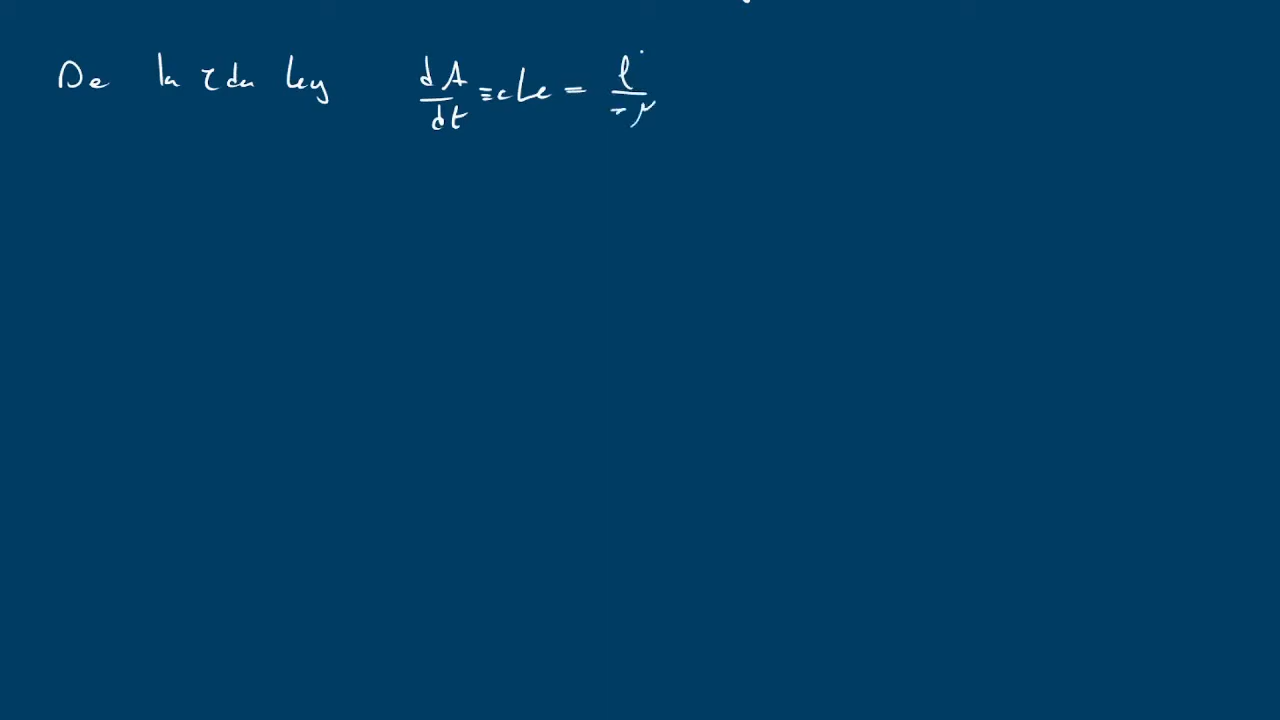 De la 2da ley dA/dt = cte = l/2μ